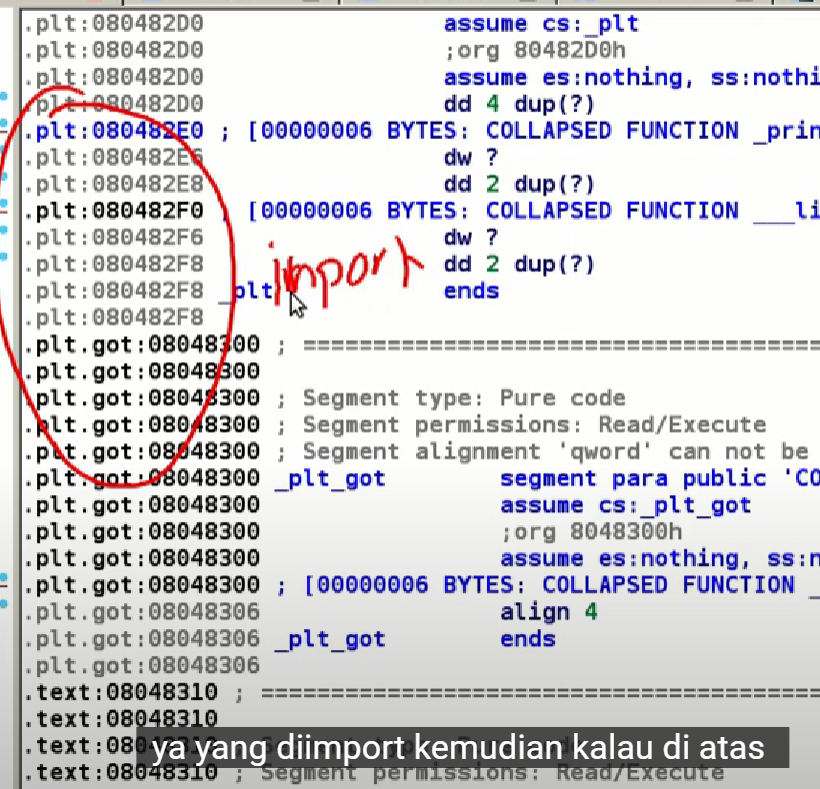 .plt:080482D0 assume cs:_plt
.plt:080482D0 ;org 80482D0h
.plt:080482D0 assume es:nothing, ss:nothi
.plt:080482D0 dd 4 dup(?)
.plt:080482E0 ; [00000006 BYTES: COLLAPSED FUNCTION _prin
.plt:080482E6 dw ?
.plt:080482E8 dd 2 dup(?)
.plt:080482F0 ; [00000006 BYTES: COLLAPSED FUNCTION ___li
.plt:080482F6 dw ?
import
.plt:080482F8 dd 2 dup(?)
.plt:080482F8 _plt ends
.plt:080482F8
.plt.got:08048300 ; =====================================
.plt.got:08048300
.plt.got:08048300 ; Segment type: Pure code
.plt.got:08048300 ; Segment permissions: Read/Execute
.plt.got:08048300 ; Segment alignment 'qword' can not be
.plt.got:08048300 _plt_got segment para public 'CO
.plt.got:08048300 assume cs:_plt_got
.plt.got:08048300 ;org 8048300h
.plt.got:08048300 assume es:nothing, ss:n
.plt.got:08048300 ; [00000006 BYTES: COLLAPSED FUNCTION _
.plt.got:08048306 align 4
.plt.got:08048306 _plt_got ends
.plt.got:08048306
.text:08048310 ; ========================================
.text:08048310
ya yang diimport kemudian kalau di atas
.text:08048310 ; Segment permissions: Read/Execute